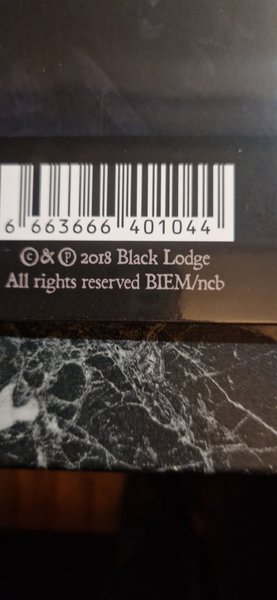 6 663666 401044
©&℗ 2018 Black Lodge
All rights reserved BIEM/ncb